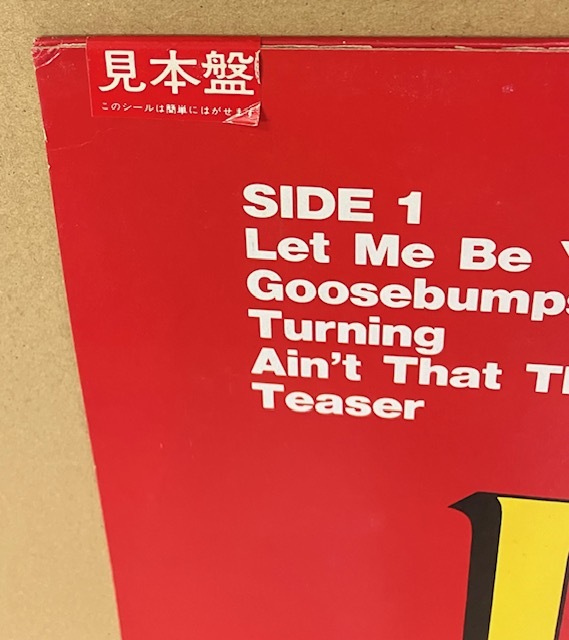 見本盤
このシールは簡単にはがせます
SIDE 1
Let Me Be
Goosebumps
Turning
Ain't That
Teaser